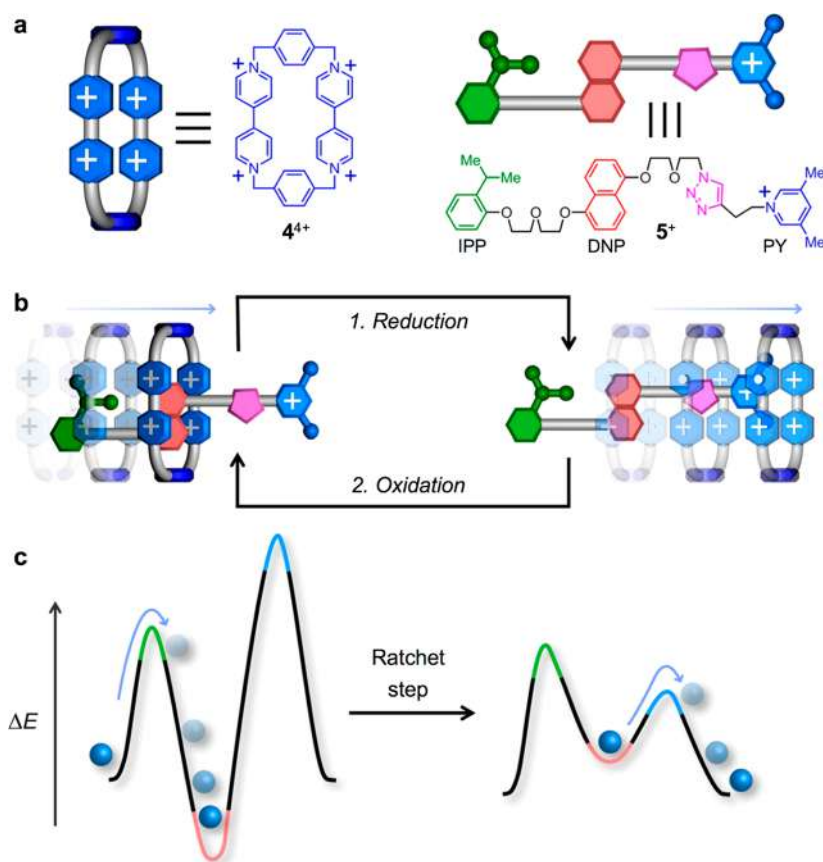 a
+
+
+
+
+
N
N
N
N
+
+
+
+
4⁴⁺
+
Me
Me
O
O
O
O
O
N
N
N
+
N
Me
Me
IPP
DNP
5⁺
PY
b
1. Reduction
2. Oxidation
+
+
+
+
+
+
+
+
+
c
ΔE
Ratchet
step